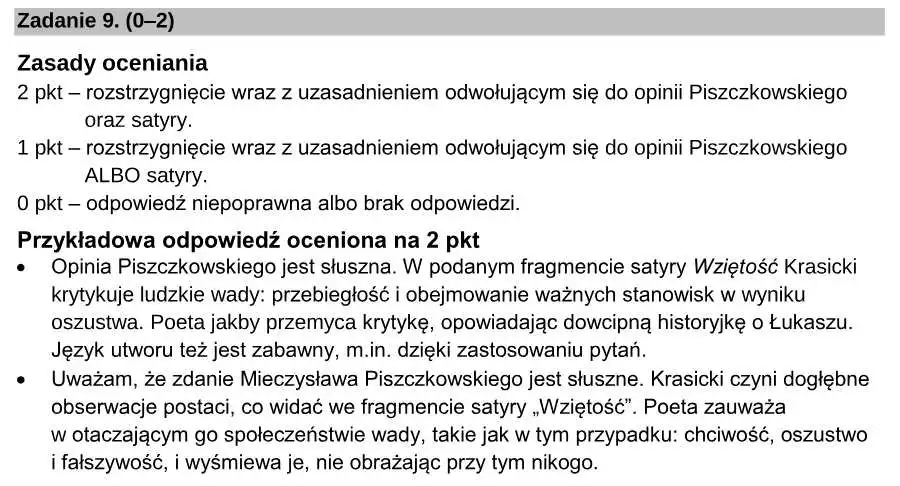 Zadanie 9. (0–2)
Zasady oceniania
2 pkt – rozstrzygnięcie wraz z uzasadnieniem odwołującym się do opinii Piszczkowskiego
oraz satyry.
1 pkt – rozstrzygnięcie wraz z uzasadnieniem odwołującym się do opinii Piszczkowskiego
ALBO satyry.
0 pkt – odpowiedź niepoprawna albo brak odpowiedzi.
Przykładowa odpowiedź oceniona na 2 pkt
• Opinia Piszczkowskiego jest słuszna. W podanym fragmencie satyry Wziętość Krasicki
krytykuje ludzkie wady: przebiegłość i obejmowanie ważnych stanowisk w wyniku
oszustwa. Poeta jakby przemyca krytykę, opowiadając dowcipną historyjkę o Łukaszu.
Język utworu też jest zabawny, m.in. dzięki zastosowaniu pytań.
• Uważam, że zdanie Mieczysława Piszczkowskiego jest słuszne. Krasicki czyni dogłębne
obserwacje postaci, co widać we fragmencie satyry „Wziętość”. Poeta zauważa
w otaczającym go społeczeństwie wady, takie jak w tym przypadku: chciwość, oszustwo
i fałszywość, i wyśmiewa je, nie obrażając przy tym nikogo.